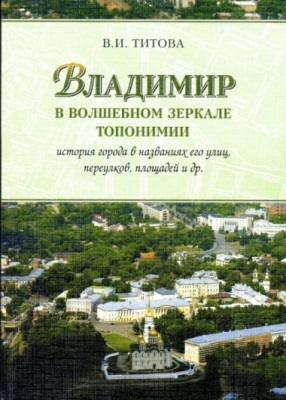 В.И. ТИТОВА
ВЛАДИМИР
В ВОЛШЕБНОМ ЗЕРКАЛЕ
ТОПОНИМИИ
история города в названиях его улиц,
переулков, площадей и др.